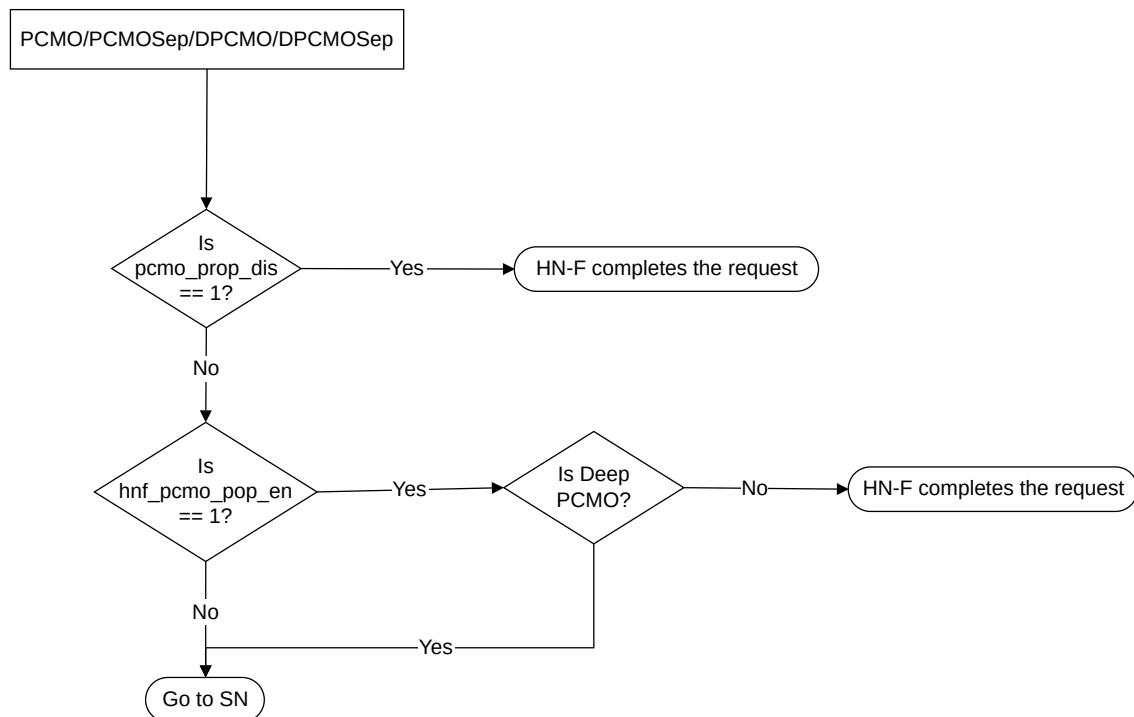 PCMO/PCMOSep/DPCMO/DPCMOSep
Is
pcmo_prop_dis
== 1?
Yes
HN-F completes the request
No
Is
hnf_pcmo_pop_en
== 1?
Yes
Is Deep
PCMO?
No
HN-F completes the request
No
Yes
Go to SN